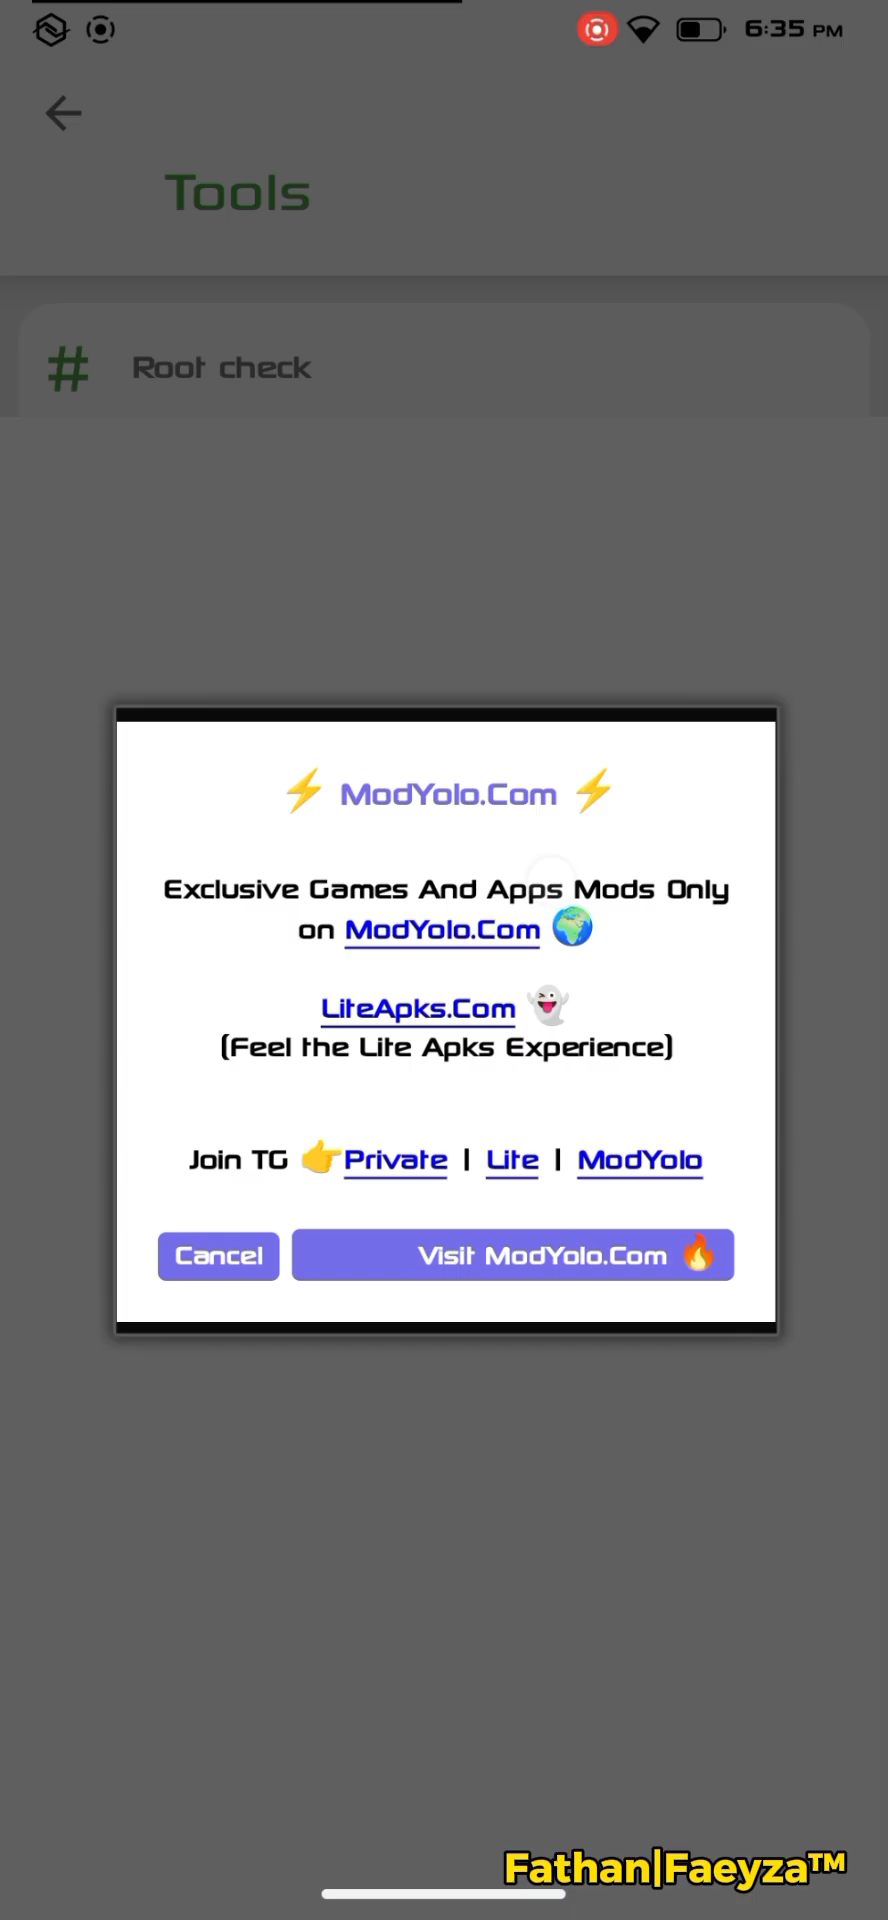 6:35 PM
Tools
# Root check
⚡ ModYolo.Com ⚡
Exclusive Games And Apps Mods Only
on ModYolo.Com 🌍
LiteApks.Com 👻
(Feel the Lite Apks Experience)
Join TG 👉Private | Lite | ModYolo
Cancel
Visit ModYolo.Com 🔥
Fathan|Faeyza™